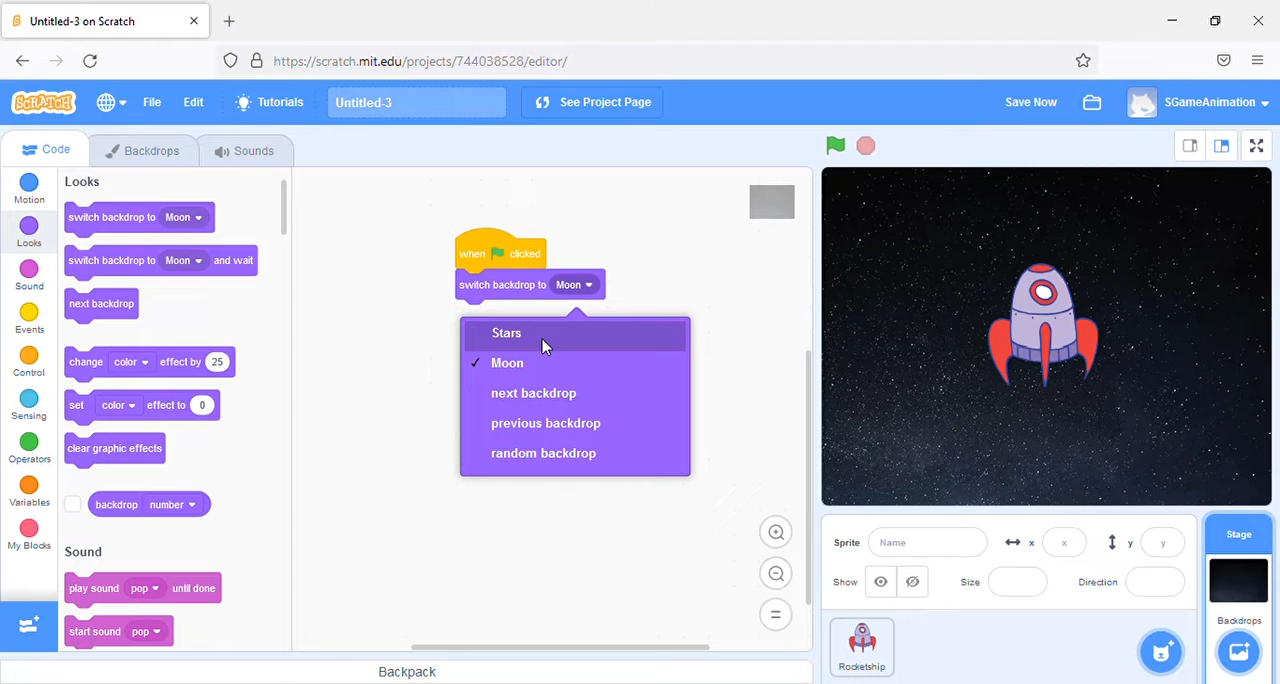 Untitled-3 on Scratch
https://scratch.mit.edu/projects/744038528/editor/
SCRATCH File Edit Tutorials Untitled-3 See Project Page Save Now SGameAnimation
Code Backdrops Sounds
Motion
Looks
Sound
Events
Control
Sensing
Operators
Variables
My Blocks
Looks
switch backdrop to Moon
switch backdrop to Moon and wait
next backdrop
change color effect by 25
set color effect to 0
clear graphic effects
backdrop number
Sound
play sound pop until done
start sound pop
when clicked
switch backdrop to Moon
Stars
Moon
next backdrop
previous backdrop
random backdrop
Backpack
Sprite Name x x y y
Show Size Direction
Rocketship
Stage
Backdrops